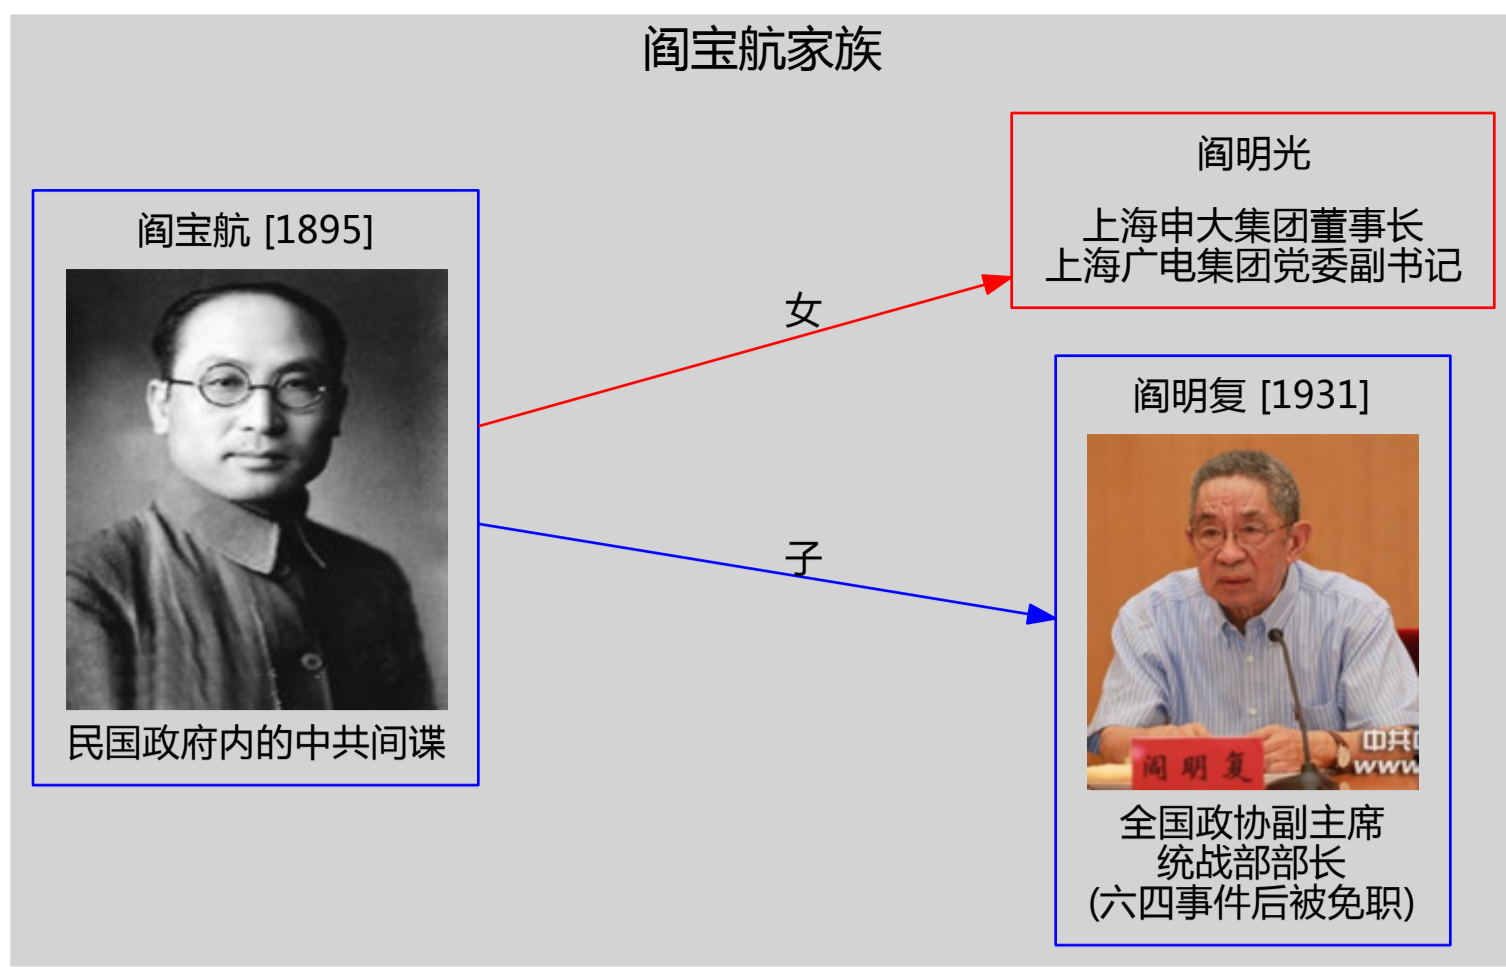 阎宝航家族
阎宝航 [1895]
民国政府内的中共间谍
女
子
阎明光
上海申大集团董事长
上海广电集团党委副书记
阎明复 [1931]
阎明复
中共
www
全国政协副主席
统战部部长
(六四事件后被免职)